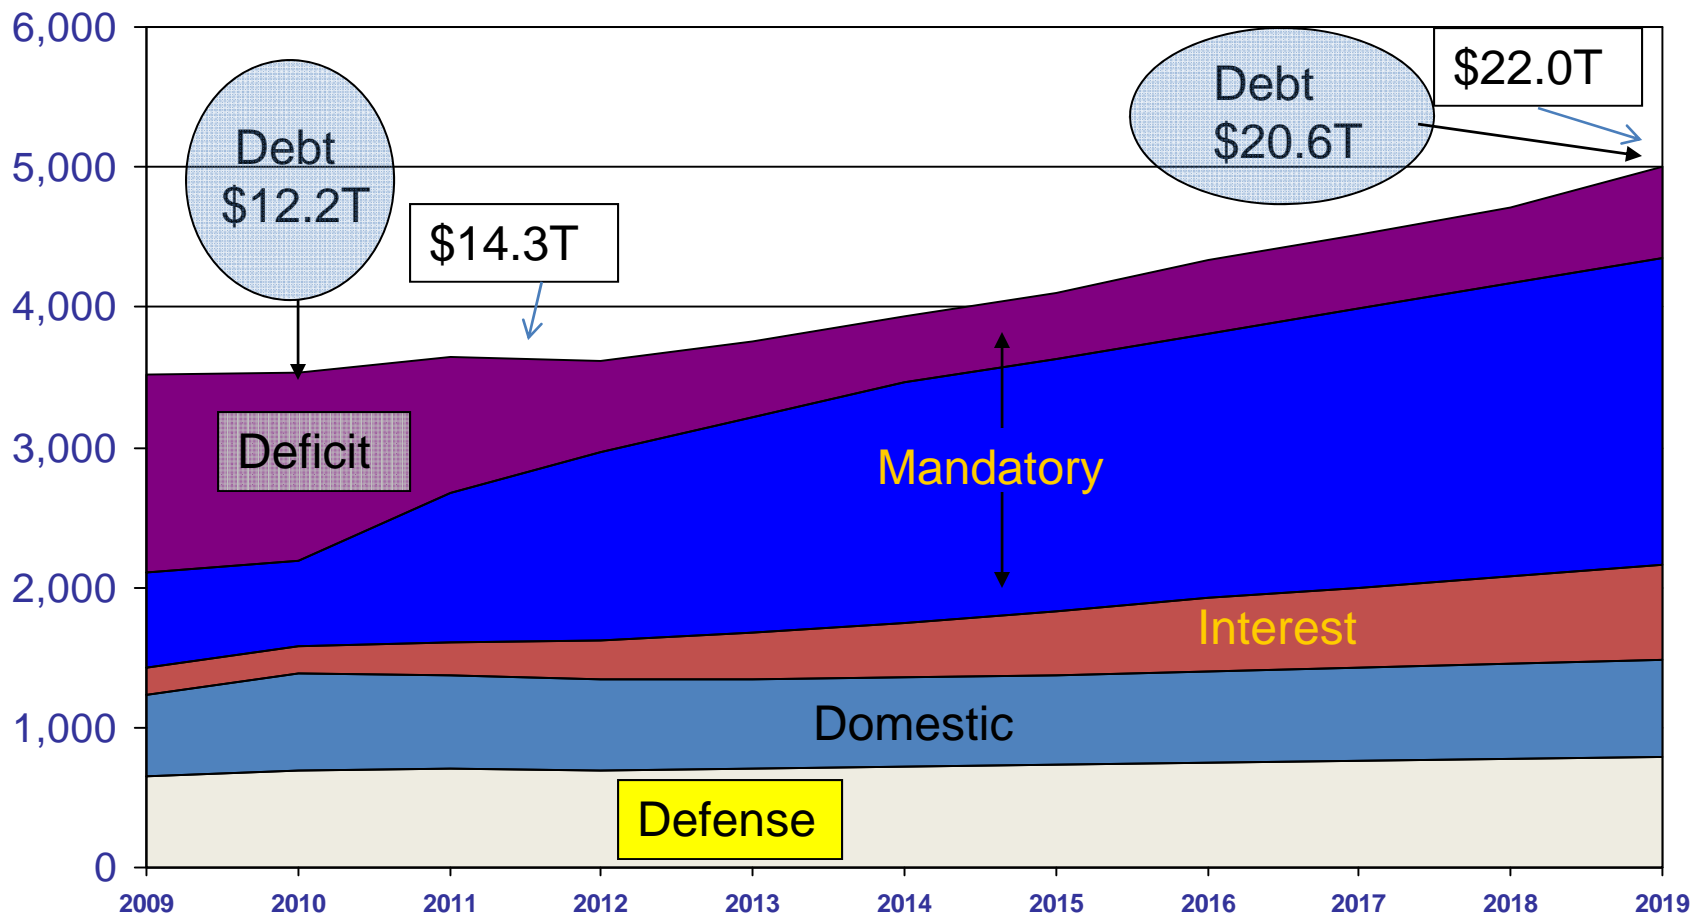 6,000
5,000
4,000
3,000
2,000
1,000
0
Debt
$12.2T
$14.3T
Debt
$20.6T
$22.0T
Deficit
Mandatory
Interest
Domestic
Defense
2009 2010 2011 2012 2013 2014 2015 2016 2017 2018 2019